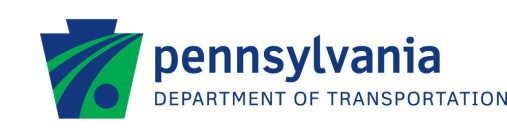 pennsylvania
DEPARTMENT OF TRANSPORTATION